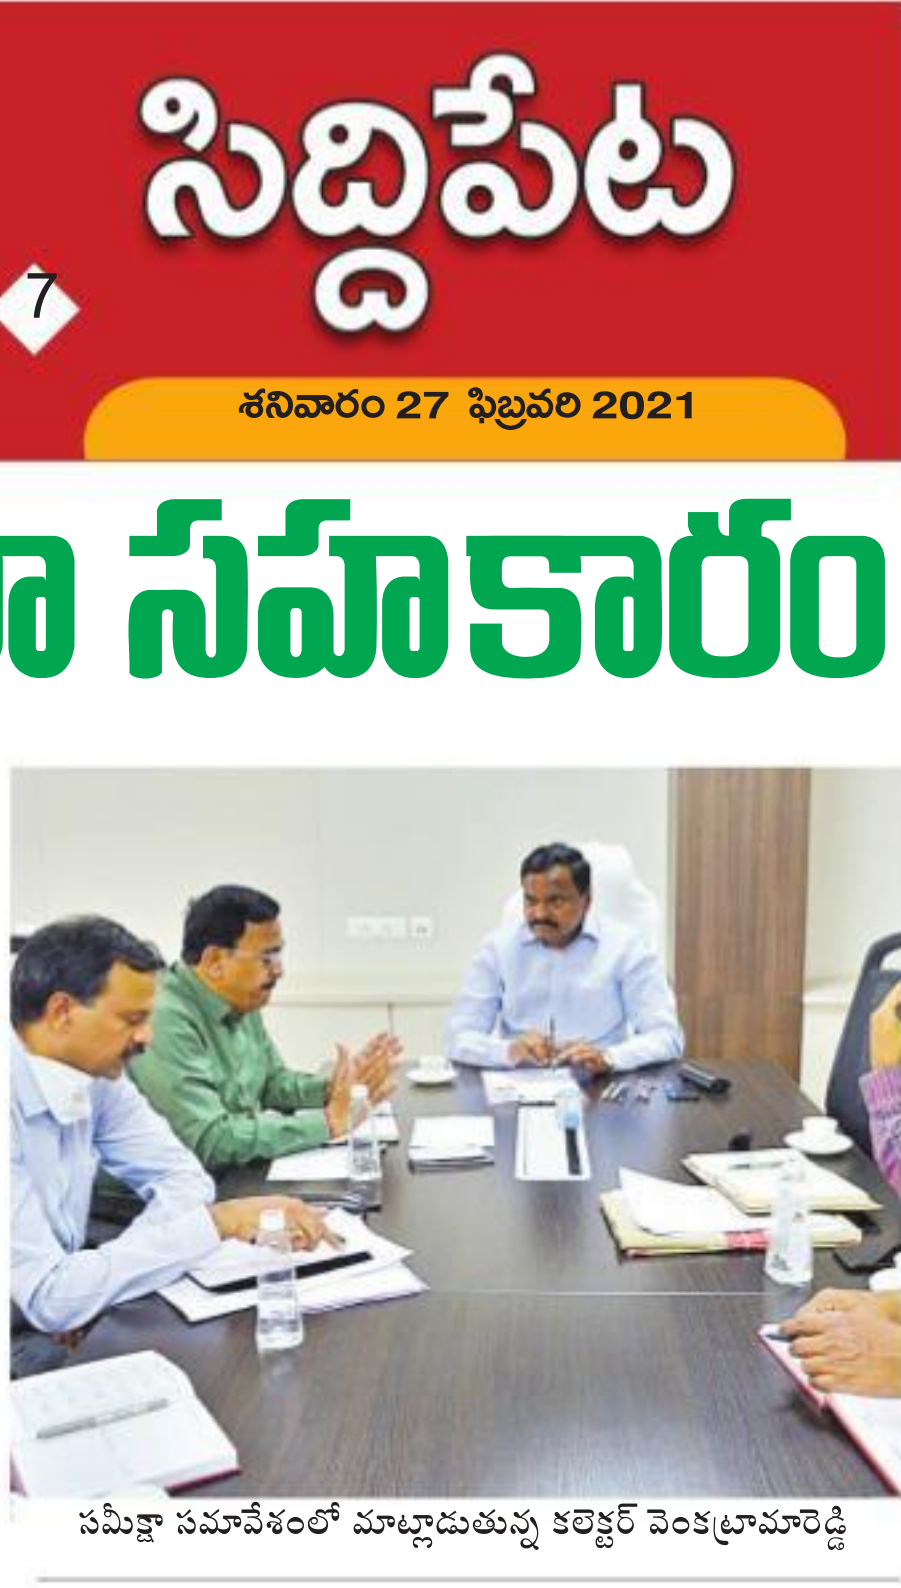 సిద్దిపేట
7
శనివారం 27 ఫిబ్రవరి 2021
సహకారం
సమీక్షా సమావేశంలో మాట్లాడుతున్న కలెక్టర్ వెంకట్రామారెడ్డి